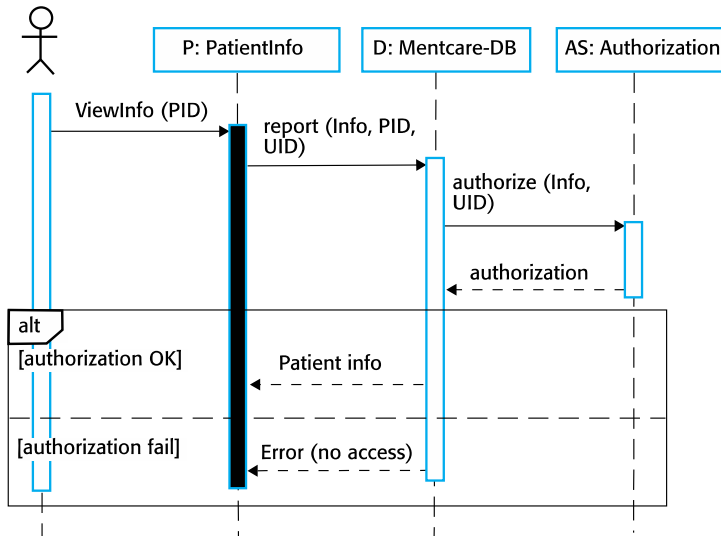 P: PatientInfo
D: Mentcare-DB
AS: Authorization
ViewInfo (PID)
report (Info, PID,
UID)
authorize (Info,
UID)
authorization
alt
[authorization OK]
Patient info
[authorization fail]
Error (no access)